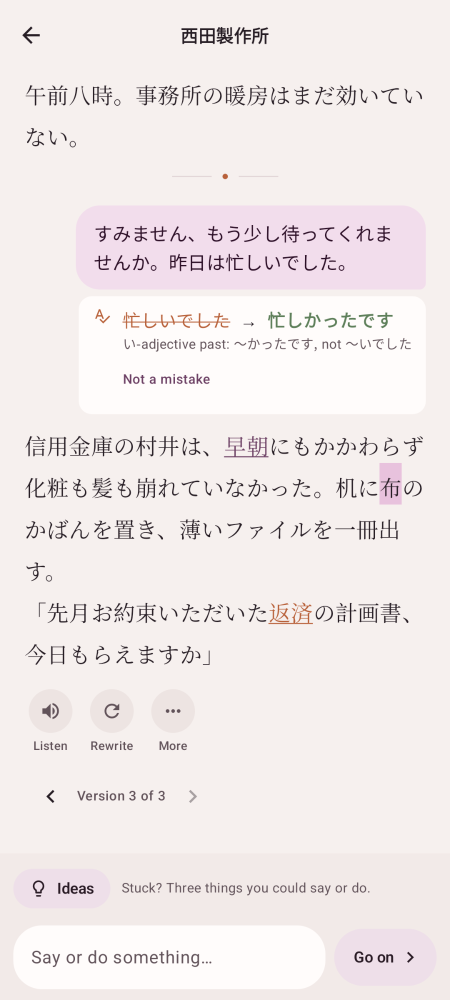 西田製作所
午前八時。事務所の暖房はまだ効いてい
ない。
すみません、もう少し待ってくれま
せんか。昨日は忙しいでした。
忙しいでした → 忙しかったです
い-adjective past: 〜かったです, not 〜いでした
Not a mistake
信用金庫の村井は、早朝にもかかわらず
化粧も髪も崩れていなかった。机に布の
かばんを置き、薄いファイルを一冊出
す。
「先月お約束いただいた返済の計画書、
今日もらえますか」
Listen Rewrite More
Version 3 of 3
Ideas Stuck? Three things you could say or do.
Say or do something… Go on